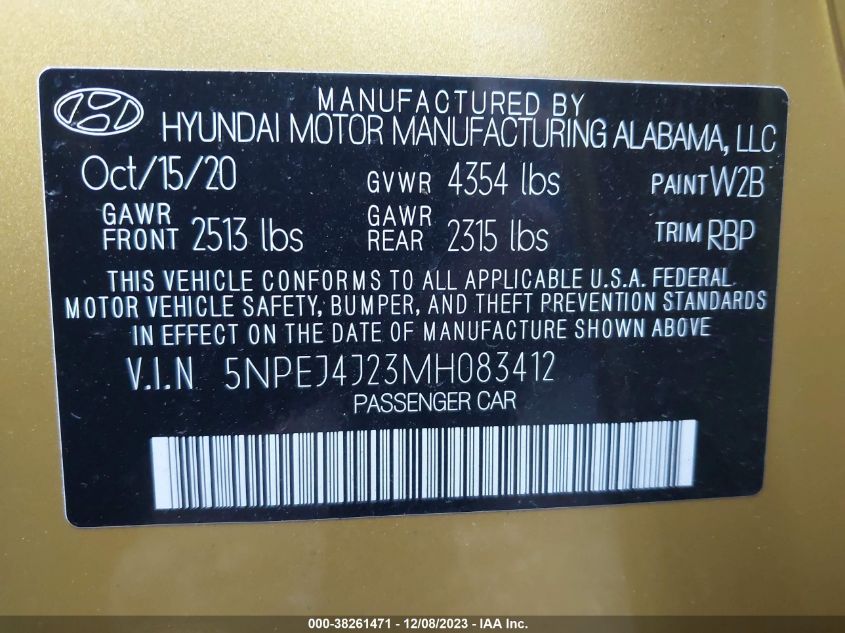 MANUFACTURED BY
HYUNDAI MOTOR MANUFACTURING ALABAMA, LLC
Oct/15/20 GVWR 4354 lbs PAINT W2B
GAWR FRONT 2513 lbs GAWR REAR 2315 lbs TRIM RBP
THIS VEHICLE CONFORMS TO ALL APPLICABLE U.S.A. FEDERAL
MOTOR VEHICLE SAFETY, BUMPER, AND THEFT PREVENTION STANDARDS
IN EFFECT ON THE DATE OF MANUFACTURE SHOWN ABOVE
V.I.N 5NPEJ4J23MH083412
PASSENGER CAR
000-38261471 - 12/08/2023 - IAA Inc.